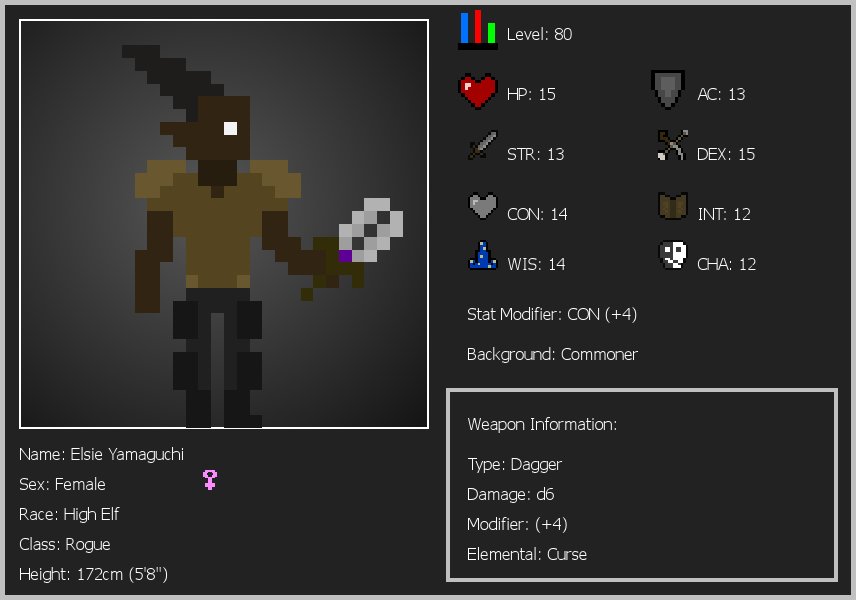 Level: 80
HP: 15
AC: 13
STR: 13
DEX: 15
CON: 14
INT: 12
WIS: 14
CHA: 12
Stat Modifier: CON (+4)
Background: Commoner
Weapon Information:
Type: Dagger
Damage: d6
Modifier: (+4)
Elemental: Curse
Name: Elsie Yamaguchi
Sex: Female
Race: High Elf
Class: Rogue
Height: 172cm (5'8")